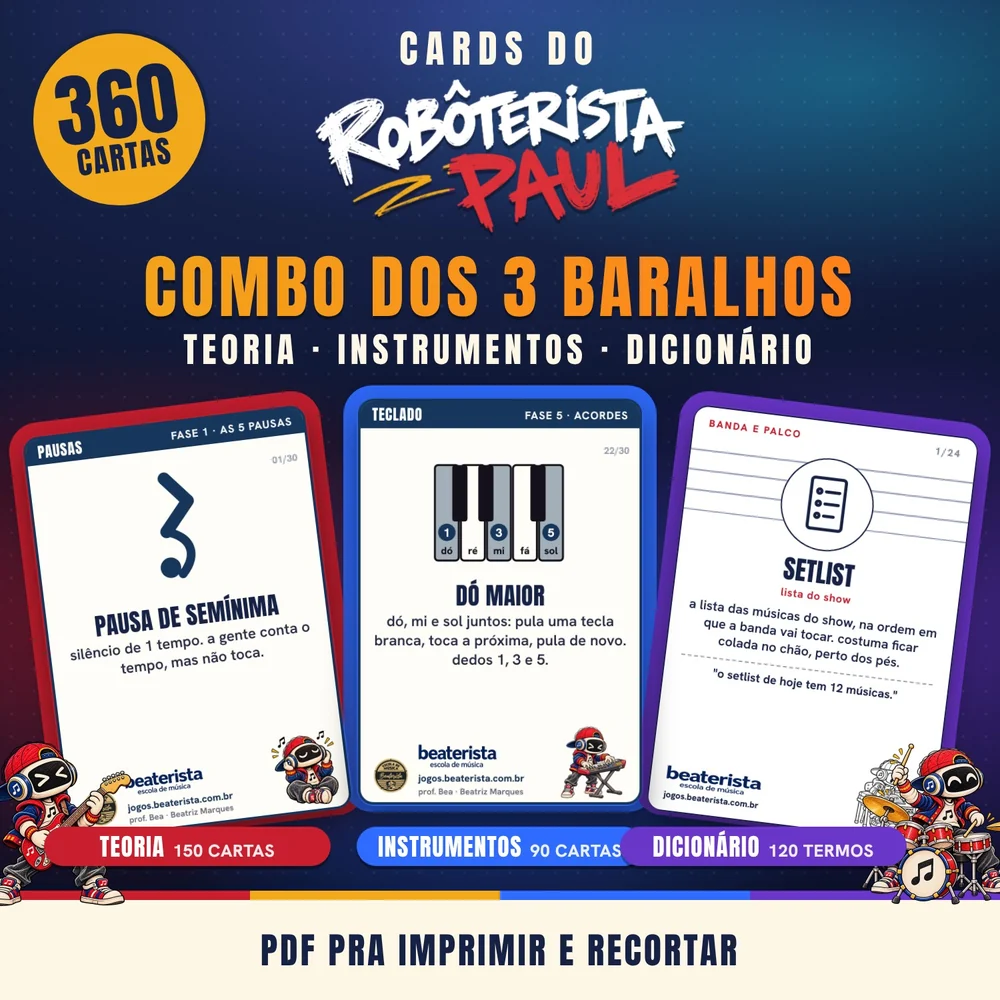 CARDS DO
ROBÔTERISTA
PAUL
360
CARTAS
COMBO DOS 3 BARALHOS
TEORIA · INSTRUMENTOS · DICIONÁRIO
PAUSAS
FASE 1 · AS 5 PAUSAS
01/30
PAUSA DE SEMÍNIMA
silêncio de 1 tempo. a gente conta o
tempo, mas não toca.
beaterista
escola de música
jogos.beaterista.com.br
prof. Bea · Beatriz Marques
TECLADO
FASE 5 · ACORDES
22/30
1
3
5
dó
ré
mi
fá
sol
DÓ MAIOR
dó, mi e sol juntos: pula uma tecla
branca, toca a próxima, pula de novo.
dedos 1, 3 e 5.
beaterista
escola de música
jogos.beaterista.com.br
prof. Bea · Beatriz Marques
BANDA E PALCO
1/24
SETLIST
lista do show
a lista das músicas do show, na ordem em
que a banda vai tocar. costuma ficar
colada no chão, perto dos pés.
"o setlist de hoje tem 12 músicas."
beaterista
escola de música
jogos.beaterista.com.br
TEORIA 150 CARTAS
INSTRUMENTOS 90 CARTAS
DICIONÁRIO 120 TERMOS
PDF PRA IMPRIMIR E RECORTAR